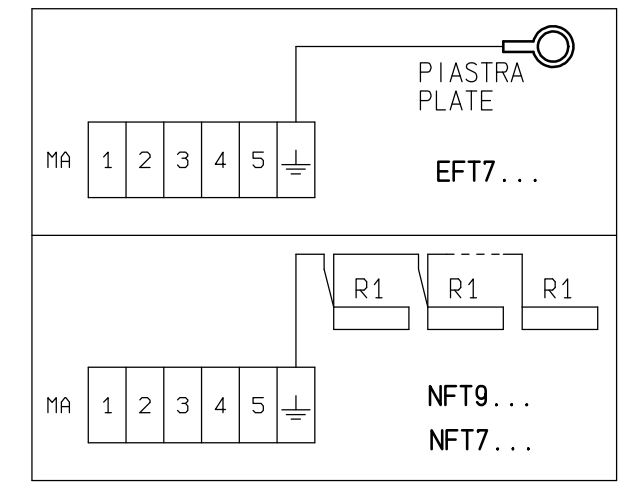 PIASTRA
PLATE
MA 1 2 3 4 5
EFT7...
R1 R1 R1
MA 1 2 3 4 5
NFT9...
NFT7...